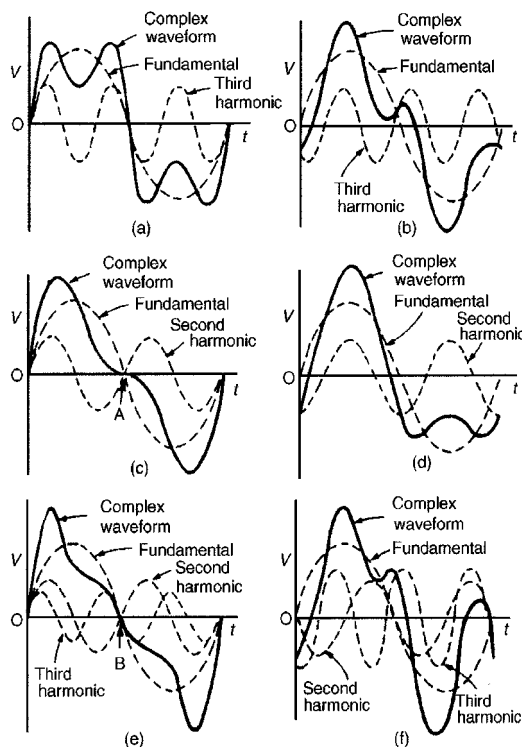 Complex
waveform
Fundamental
Third
harmonic
V
O
t
(a)
Complex
waveform
Fundamental
V
O
t
Third
harmonic
(b)
Complex
waveform
Fundamental
Second
harmonic
V
O
t
A
(c)
Complex
waveform
Fundamental
Second
harmonic
V
O
t
(d)
Complex
waveform
Fundamental
Second
harmonic
V
O
t
Third
harmonic
B
(e)
Complex
waveform
Fundamental
V
O
t
Second
harmonic
Third
harmonic
(f)